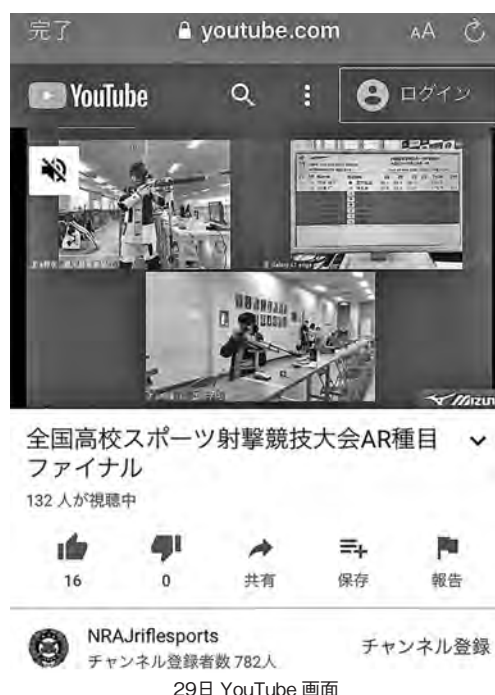 完了
youtube.com
AA
YouTube
ログイン
MIZUN
全国高校スポーツ射撃競技大会AR種目
ファイナル
132 人が視聴中
16
0
共有
保存
報告
NRAJriflesports
チャンネル登録者数 782人
チャンネル登録
29日 YouTube 画面